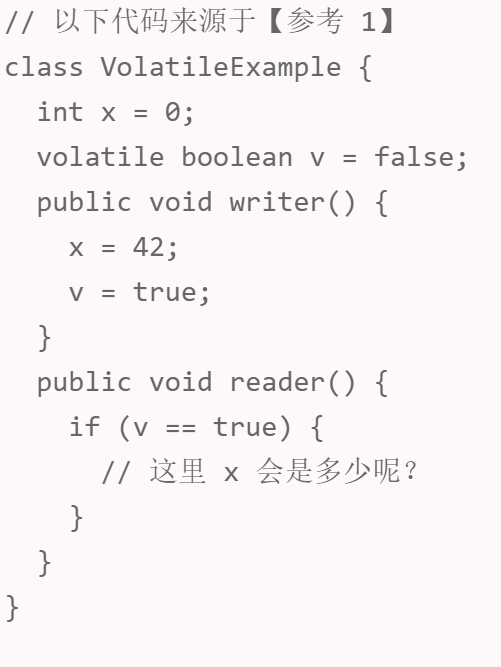 // 以下代码来源于【参考 1】
class VolatileExample {
  int x = 0;
  volatile boolean v = false;
  public void writer() {
    x = 42;
    v = true;
  }
  public void reader() {
    if (v == true) {
      // 这里 x 会是多少呢？
    }
  }
}